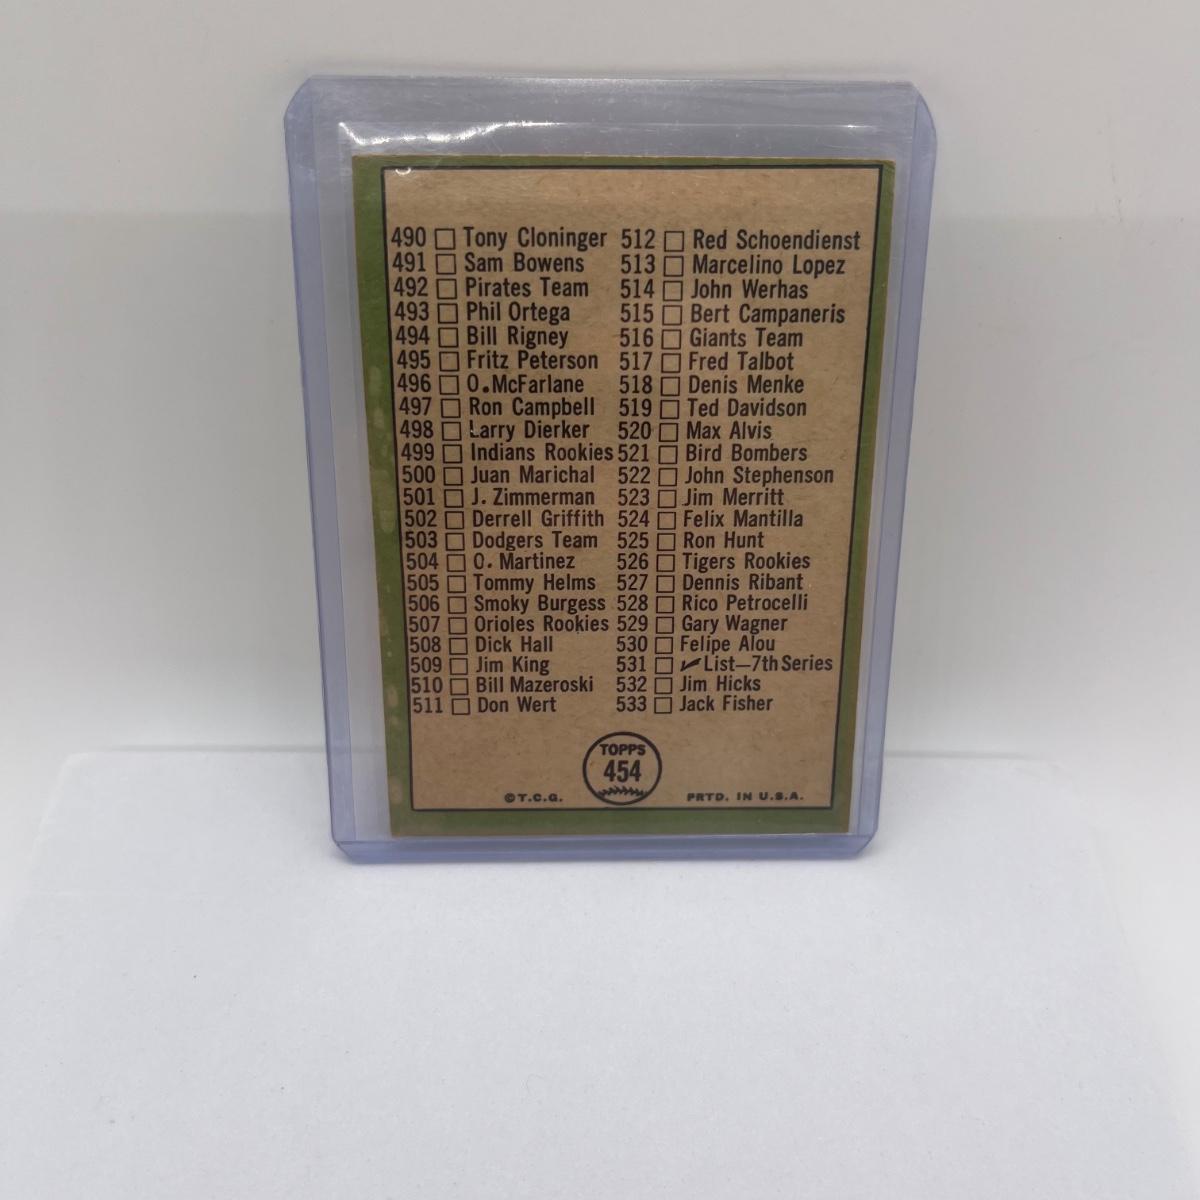 490 Tony Cloninger
491 Sam Bowens
492 Pirates Team
493 Phil Ortega
494 Bill Rigney
495 Fritz Peterson
496 O.McFarlane
497 Ron Campbell
498 Larry Dierker
499 Indians Rookies
500 Juan Marichal
501 J. Zimmerman
502 Derrell Griffith
503 Dodgers Team
504 O. Martinez
505 Tommy Helms
506 Smoky Burgess
507 Orioles Rookies
508 Dick Hall
509 Jim King
510 Bill Mazeroski
511 Don Wert
512 Red Schoendienst
513 Marcelino Lopez
514 John Werhas
515 Bert Campaneris
516 Giants Team
517 Fred Talbot
518 Denis Menke
519 Ted Davidson
520 Max Alvis
521 Bird Bombers
522 John Stephenson
523 Jim Merritt
524 Felix Mantilla
525 Ron Hunt
526 Tigers Rookies
527 Dennis Ribant
528 Rico Petrocelli
529 Gary Wagner
530 Felipe Alou
531 List—7th Series
532 Jim Hicks
533 Jack Fisher
TOPPS
454
©T.C.G.
PRTD. IN U.S.A.